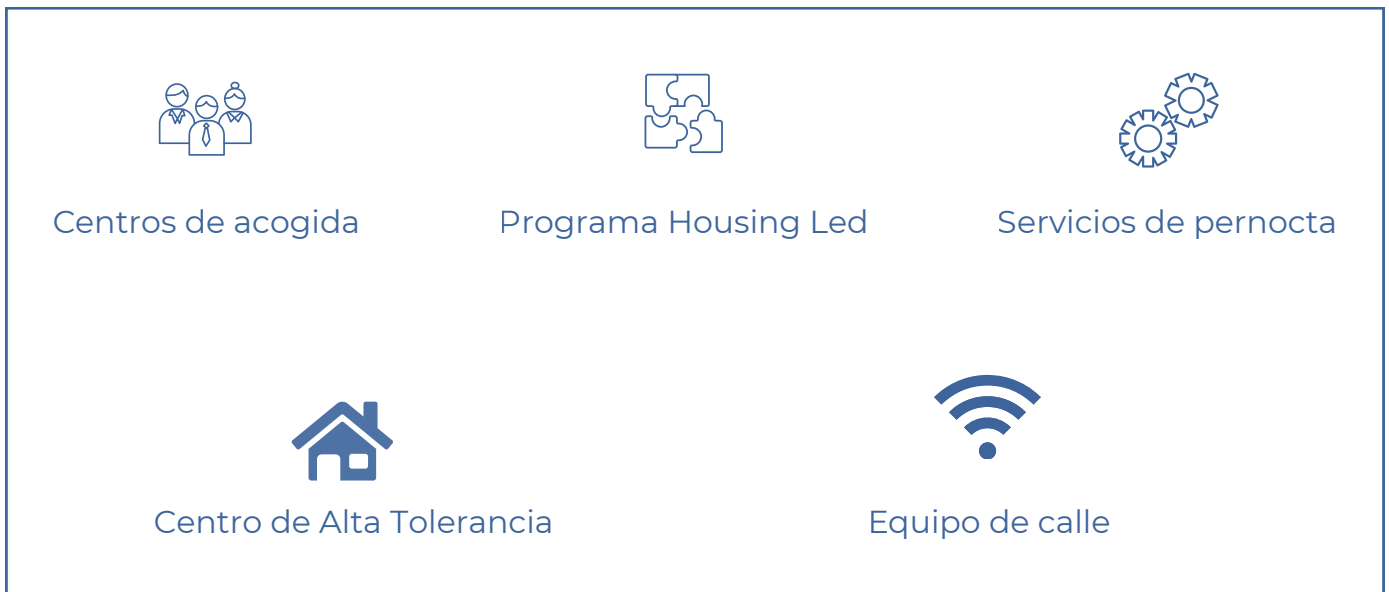 Centros de acogida
Programa Housing Led
Servicios de pernocta
Centro de Alta Tolerancia
Equipo de calle